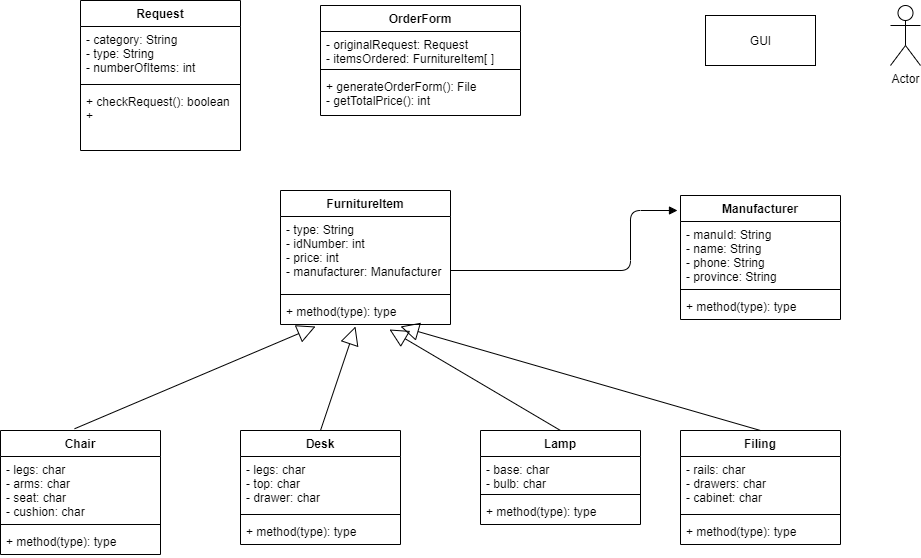 Request
- category: String
- type: String
- numberOfItems: int
+ checkRequest(): boolean
+
OrderForm
- originalRequest: Request
- itemsOrdered: FurnitureItem[ ]
+ generateOrderForm(): File
- getTotalPrice(): int
GUI
Actor
FurnitureItem
- type: String
- idNumber: int
- price: int
- manufacturer: Manufacturer
+ method(type): type
Manufacturer
- manuId: String
- name: String
- phone: String
- province: String
+ method(type): type
Chair
- legs: char
- arms: char
- seat: char
- cushion: char
+ method(type): type
Desk
- legs: char
- top: char
- drawer: char
+ method(type): type
Lamp
- base: char
- bulb: char
+ method(type): type
Filing
- rails: char
- drawers: char
- cabinet: char
+ method(type): type